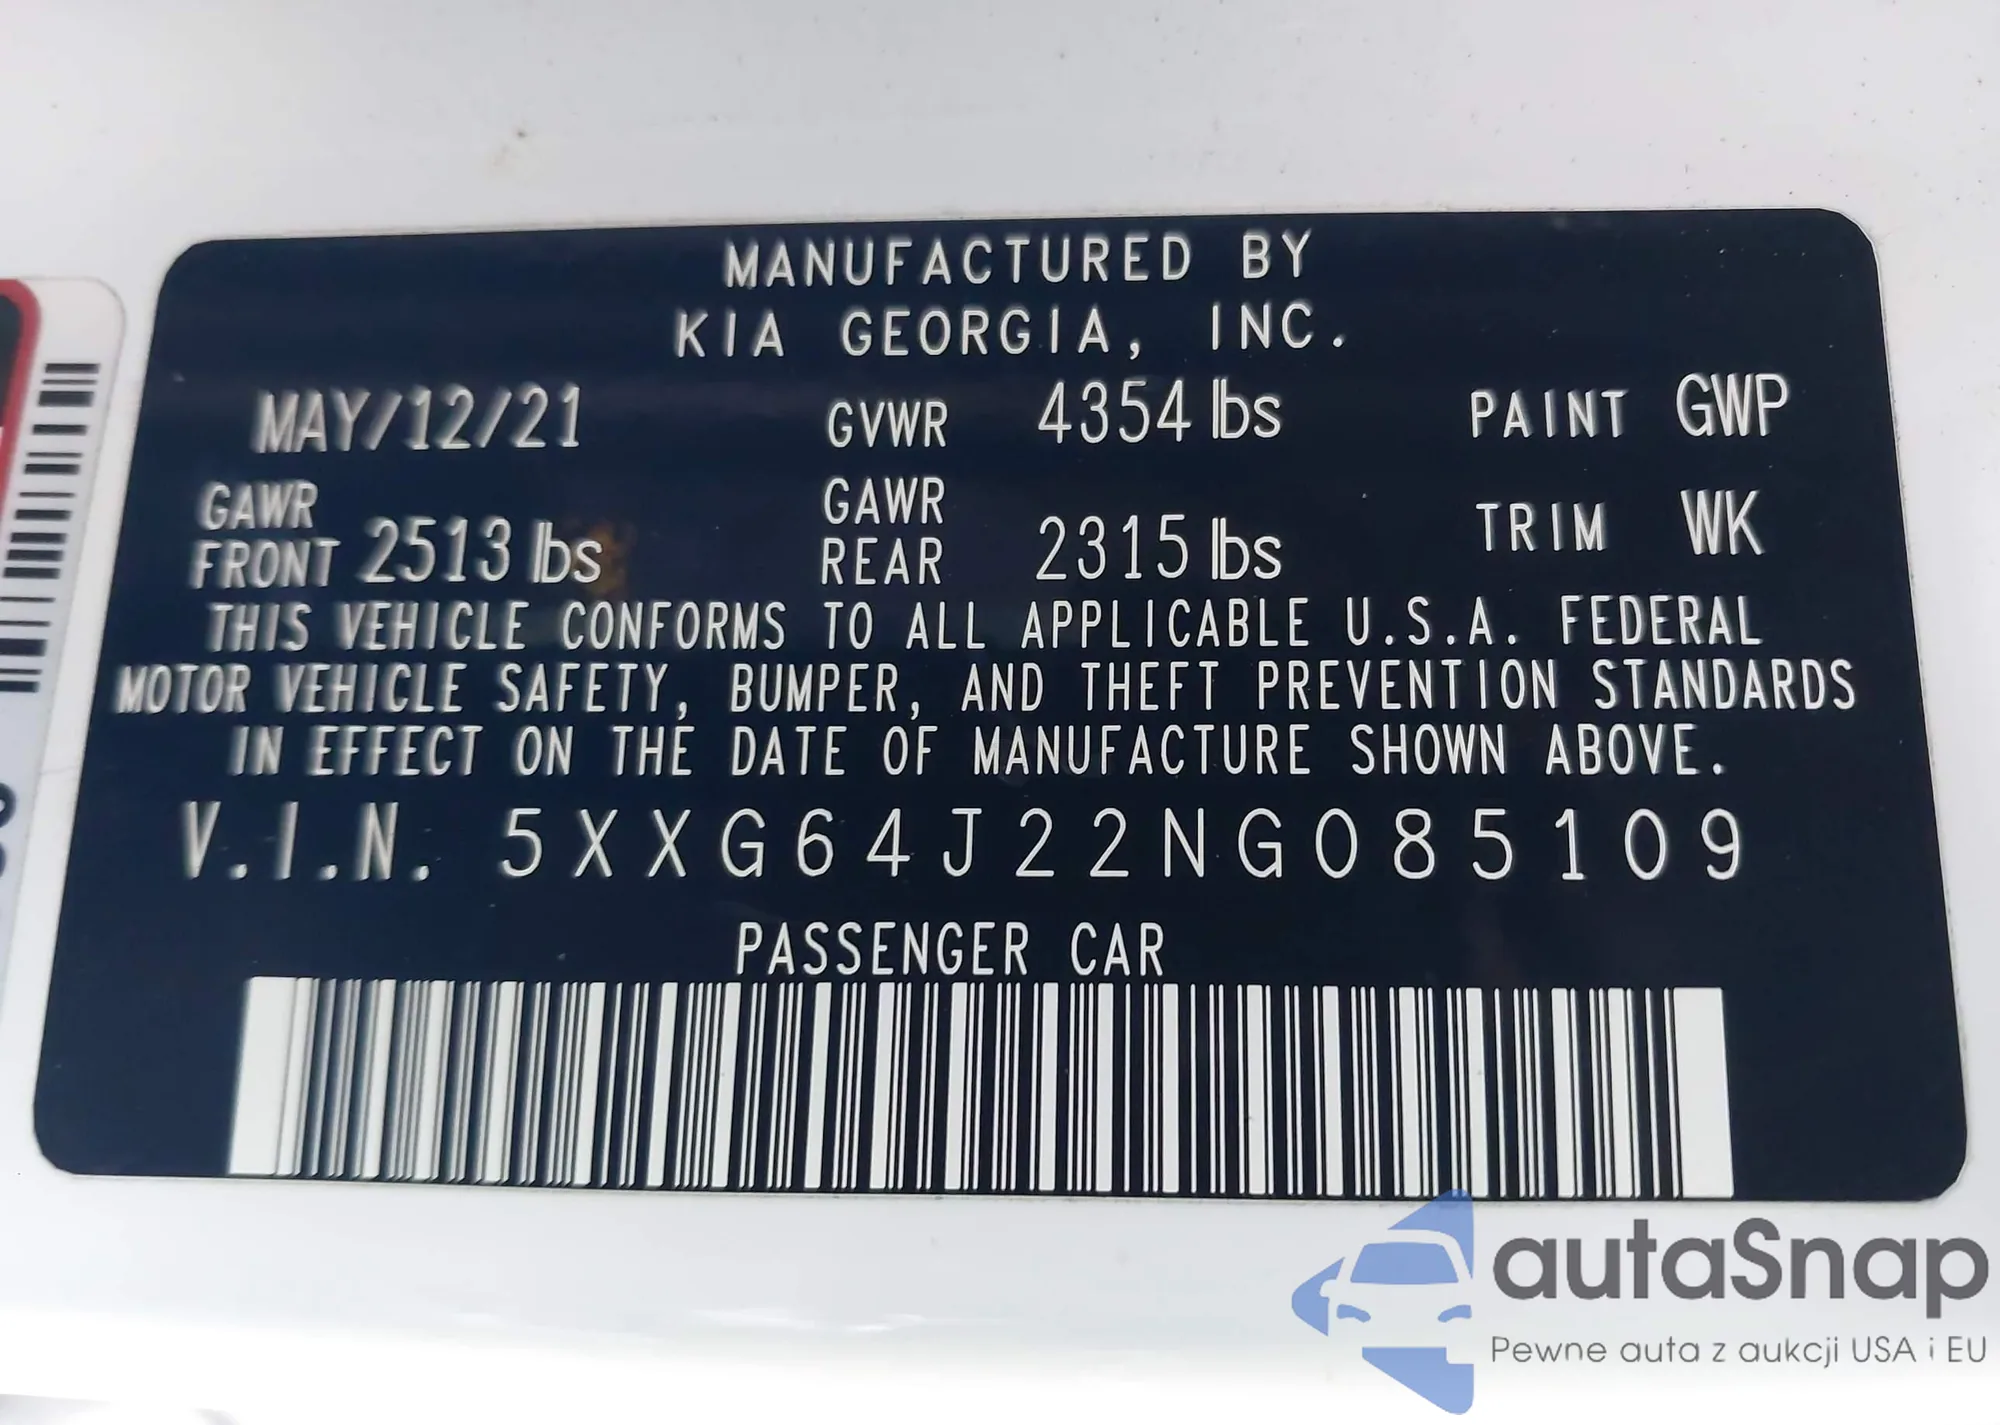 MANUFACTURED BY
KIA GEORGIA, INC.
MAY/12/21 GVWR 4354 lbs PAINT GWP
GAWR FRONT 2513 lbs GAWR REAR 2315 lbs TRIM WK
THIS VEHICLE CONFORMS TO ALL APPLICABLE U.S.A. FEDERAL
MOTOR VEHICLE SAFETY, BUMPER, AND THEFT PREVENTION STANDARDS
IN EFFECT ON THE DATE OF MANUFACTURE SHOWN ABOVE.
V.I.N. 5XXG64J22NG085109
PASSENGER CAR
autaSnap
Pewne auta z aukcji USA i EU